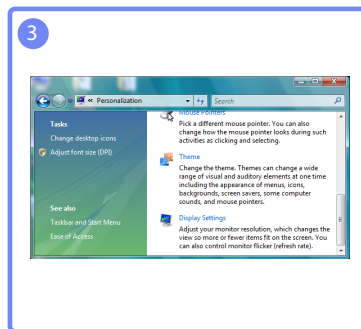 3
« Personalization
Search
Tasks
Change desktop icons
Adjust font size (DPI)
See also
Taskbar and Start Menu
Ease of Access
Mouse Pointers
Pick a different mouse pointer. You can also
change how the mouse pointer looks during such
activities as clicking and selecting.
Theme
Change the theme. Themes can change a wide
range of visual and auditory elements at one time
including the appearance of menus, icons,
backgrounds, screen savers, some computer
sounds, and mouse pointers.
Display Settings
Adjust your monitor resolution, which changes the
view so more or fewer items fit on the screen. You
can also control monitor flicker (refresh rate).